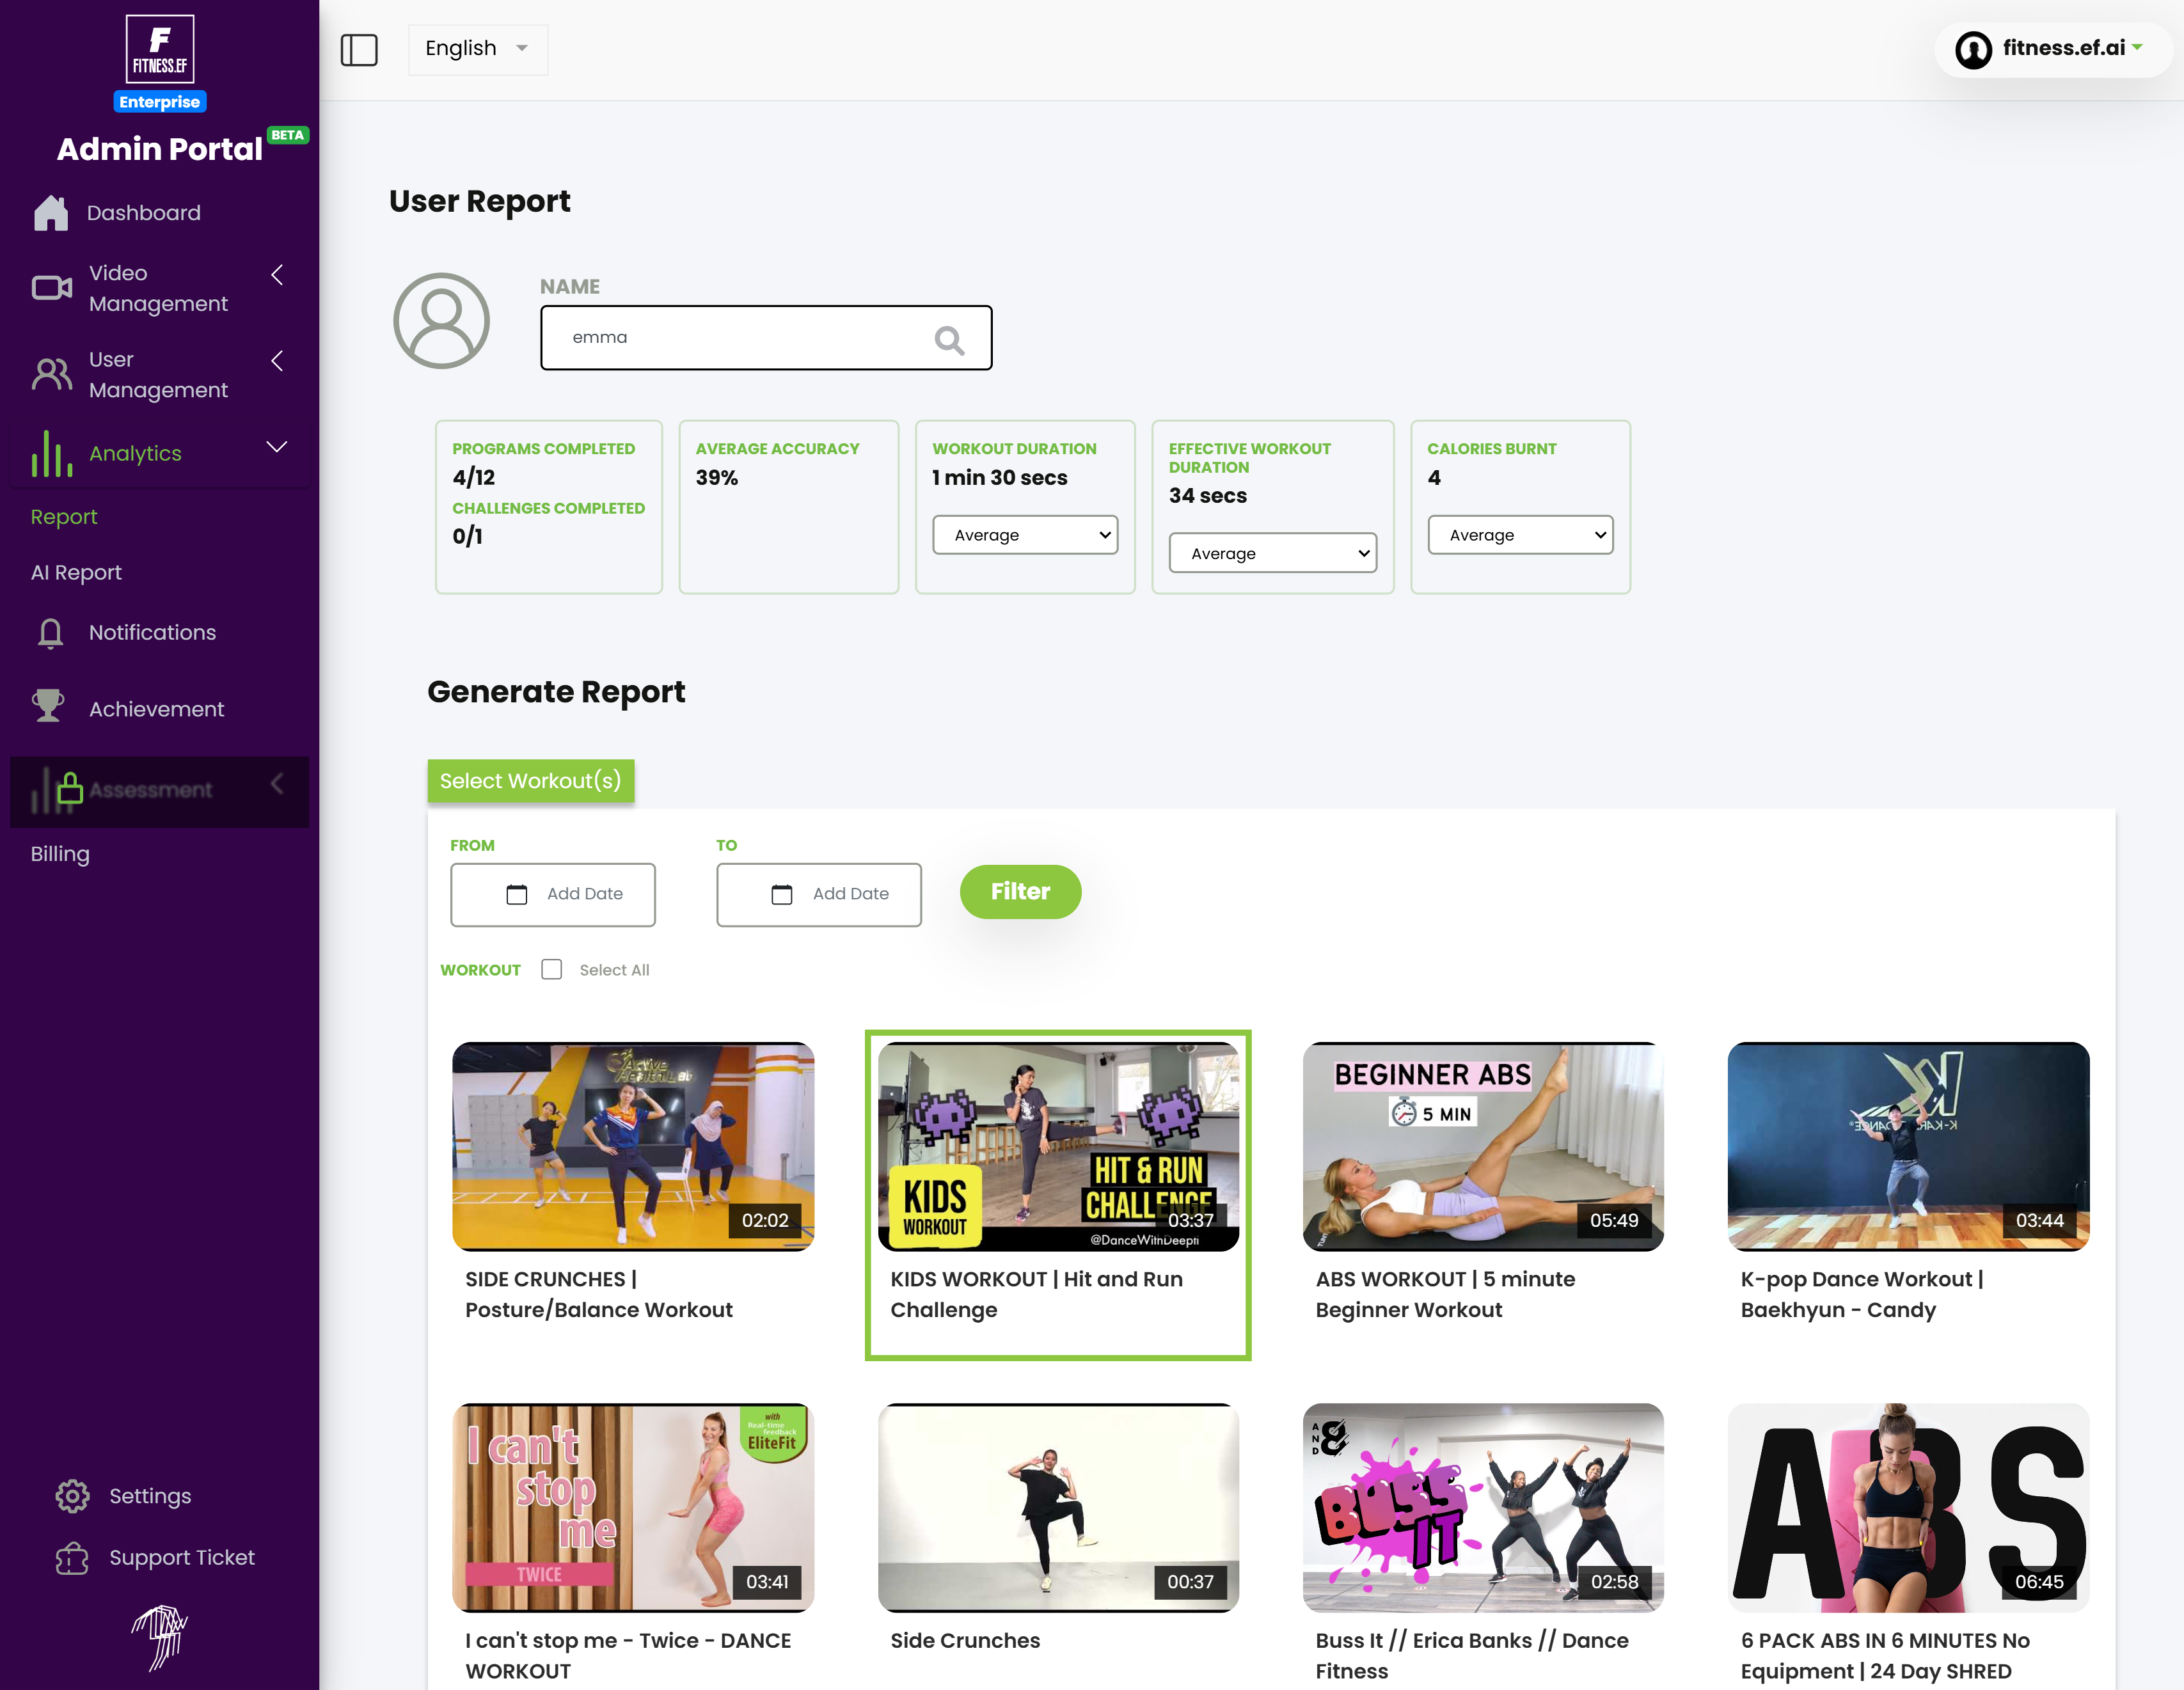 F
FITNESS.EF
Enterprise
Admin Portal BETA
Dashboard
Video
Management
User
Management
Analytics
Report
AI Report
Notifications
Achievement
Assessment
Billing
Settings
Support Ticket
English
fitness.ef.ai
User Report
NAME
emma
PROGRAMS COMPLETED
4/12
CHALLENGES COMPLETED
0/1
AVERAGE ACCURACY
39%
WORKOUT DURATION
1 min 30 secs
Average
EFFECTIVE WORKOUT
DURATION
34 secs
Average
CALORIES BURNT
4
Average
Generate Report
Select Workout(s)
FROM
Add Date
TO
Add Date
Filter
WORKOUT
Select All
Active
Health Lab
02:02
SIDE CRUNCHES |
Posture/Balance Workout
KIDS
WORKOUT
HIT & RUN
CHALLENGE
03:37
@DanceWithDeepti
KIDS WORKOUT | Hit and Run
Challenge
BEGINNER ABS
5 MIN
05:49
ABS WORKOUT | 5 minute
Beginner Workout
03:44
K-pop Dance Workout |
Baekhyun - Candy
I can't
stop
me
TWICE
with
Real-time
feedback
EliteFit
03:41
I can't stop me - Twice - DANCE
WORKOUT
00:37
Side Crunches
AND8
BUSS
IT
02:58
Buss It // Erica Banks // Dance
Fitness
ABS
06:45
6 PACK ABS IN 6 MINUTES No
Equipment | 24 Day SHRED